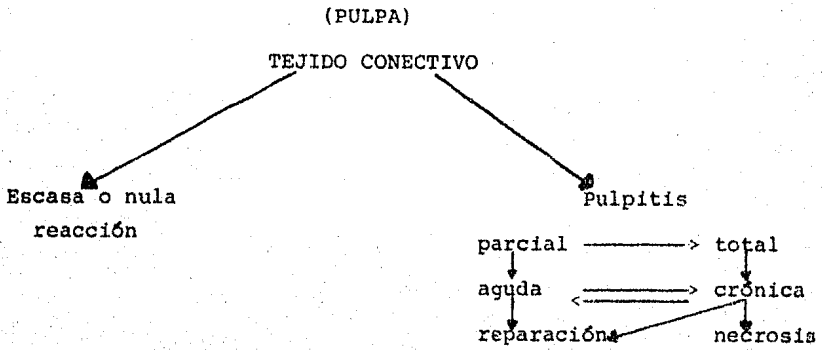 (PULPA)
TEJIDO CONECTIVO
Escasa o nula
reacción
Pulpitis
parcial total
aguda crónica
reparación necrosis